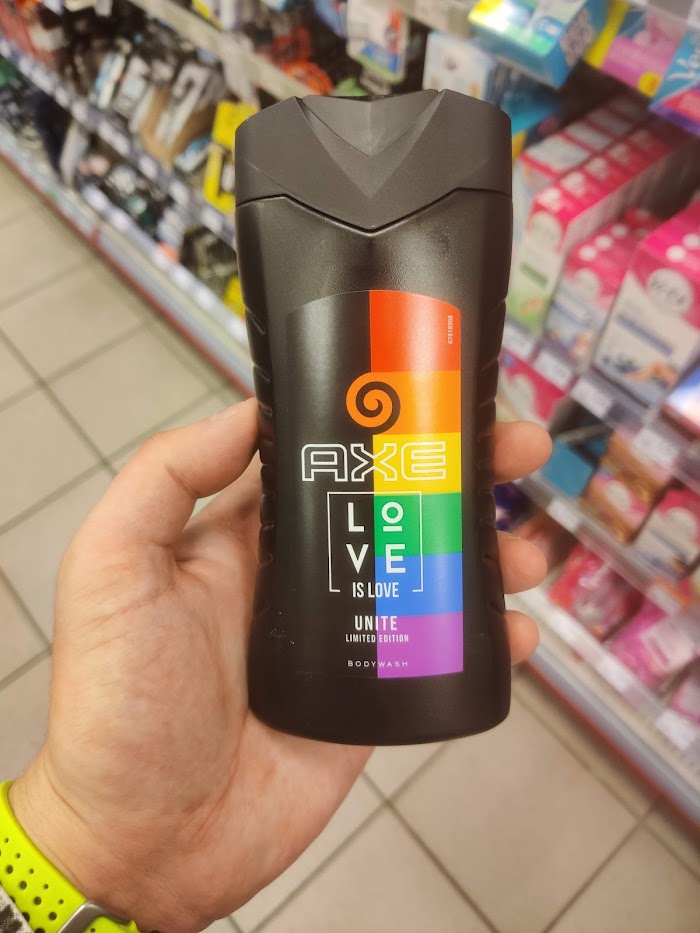 AXE
LO
VE
IS LOVE
UNITE
LIMITED EDITION
BODYWASH